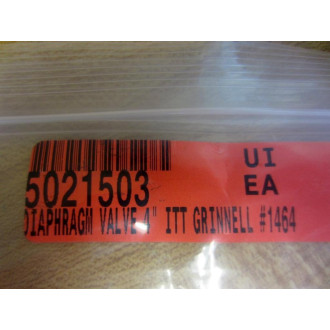 5021503
UI
EA
DIAPHRAGM VALVE 4" ITT GRINNELL #1464